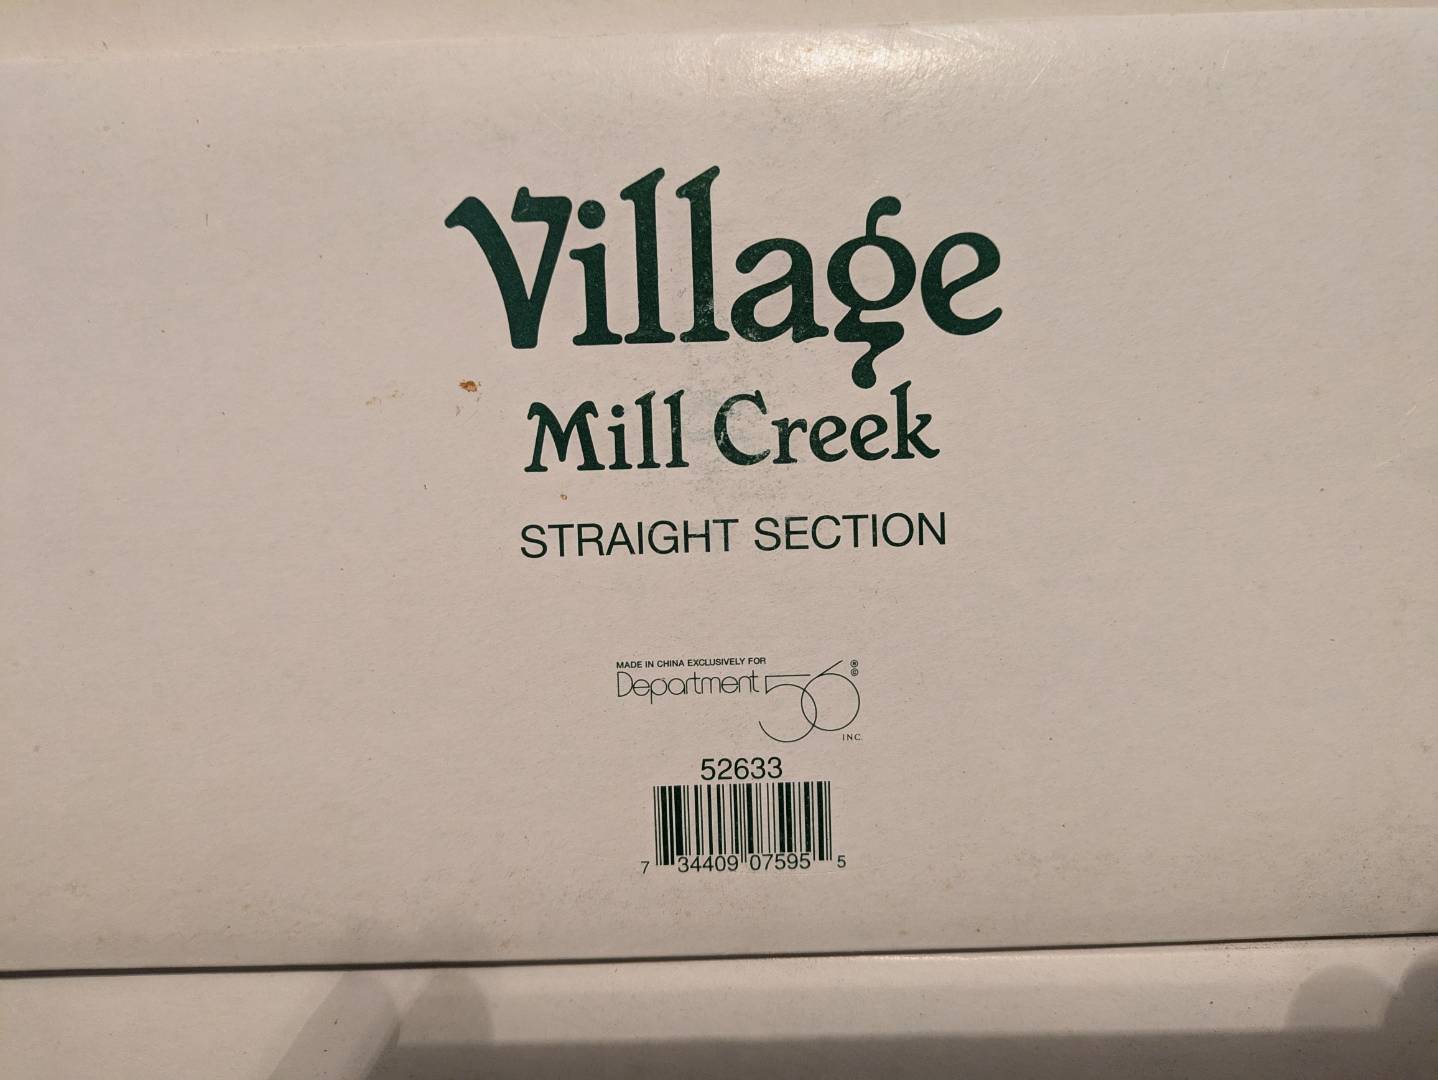 Village
Mill Creek
STRAIGHT SECTION
MADE IN CHINA EXCLUSIVELY FOR
Department 56 ® ©
INC.
52633
7 34409 07595 5